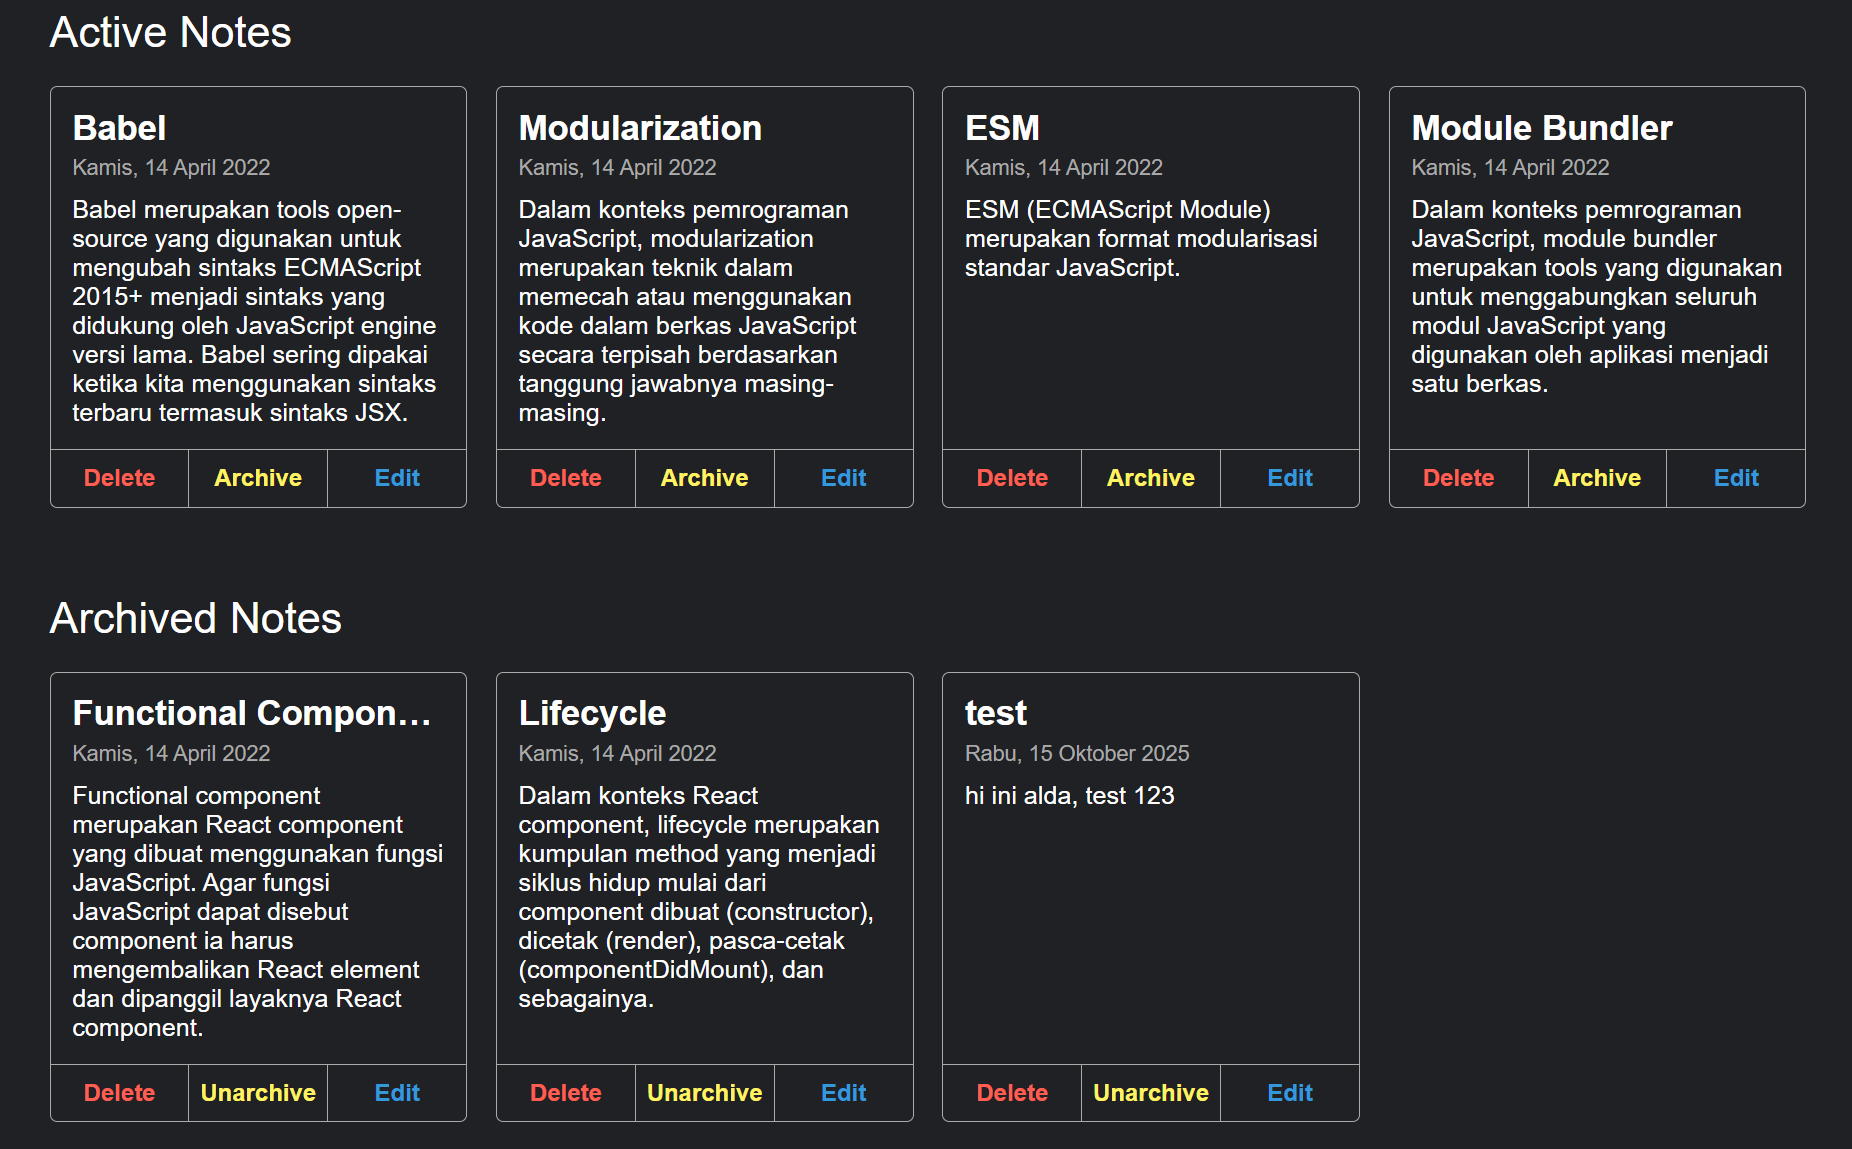 Active Notes
Babel
Kamis, 14 April 2022
Babel merupakan tools open-
source yang digunakan untuk
mengubah sintaks ECMAScript
2015+ menjadi sintaks yang
didukung oleh JavaScript engine
versi lama. Babel sering dipakai
ketika kita menggunakan sintaks
terbaru termasuk sintaks JSX.
Delete Archive Edit
Modularization
Kamis, 14 April 2022
Dalam konteks pemrograman
JavaScript, modularization
merupakan teknik dalam
memecah atau menggunakan
kode dalam berkas JavaScript
secara terpisah berdasarkan
tanggung jawabnya masing-
masing.
Delete Archive Edit
ESM
Kamis, 14 April 2022
ESM (ECMAScript Module)
merupakan format modularisasi
standar JavaScript.
Delete Archive Edit
Module Bundler
Kamis, 14 April 2022
Dalam konteks pemrograman
JavaScript, module bundler
merupakan tools yang digunakan
untuk menggabungkan seluruh
modul JavaScript yang
digunakan oleh aplikasi menjadi
satu berkas.
Delete Archive Edit
Archived Notes
Functional Compon…
Kamis, 14 April 2022
Functional component
merupakan React component
yang dibuat menggunakan fungsi
JavaScript. Agar fungsi
JavaScript dapat disebut
component ia harus
mengembalikan React element
dan dipanggil layaknya React
component.
Delete Unarchive Edit
Lifecycle
Kamis, 14 April 2022
Dalam konteks React
component, lifecycle merupakan
kumpulan method yang menjadi
siklus hidup mulai dari
component dibuat (constructor),
dicetak (render), pasca-cetak
(componentDidMount), dan
sebagainya.
Delete Unarchive Edit
test
Rabu, 15 Oktober 2025
hi ini alda, test 123
Delete Unarchive Edit